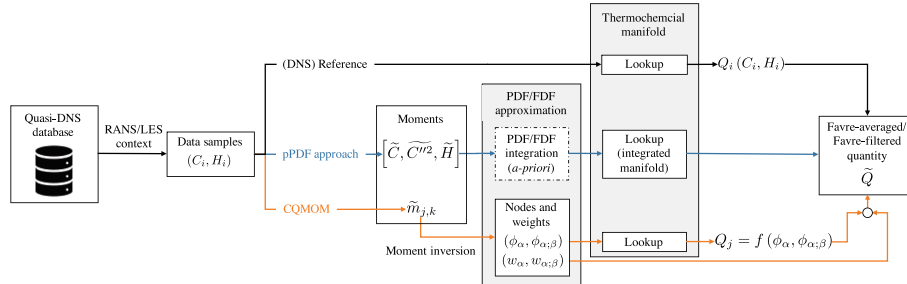 Quasi-DNS
database
RANS/LES
context
Data samples
(C_i, H_i)
(DNS) Reference
pPDF approach
CQMOM
Moments
[C̃, C̃''², H̃]
m̃_{j,k}
Moment inversion
PDF/FDF
approximation
PDF/FDF
integration
(a-priori)
Nodes and
weights
(ϕ_α, ϕ_{α;β})
(w_α, w_{α;β})
Thermochemcial
manifold
Lookup
Lookup
(integrated
manifold)
Lookup
Q_i (C_i, H_i)
Q_j = f (ϕ_α, ϕ_{α;β})
Favre-averaged/
Favre-filtered
quantity
Q̃